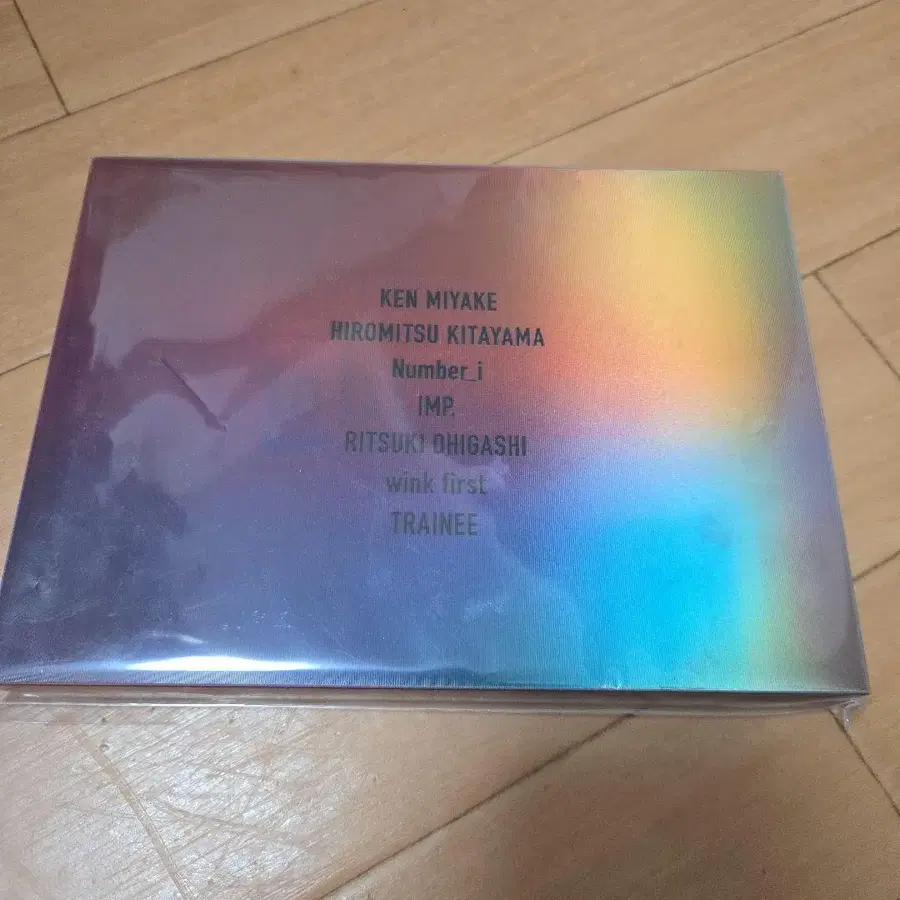 KEN MIYAKE
HIROMITSU KITAYAMA
Number_i
IMP.
RITSUKI OHIGASHI
wink first
TRAINEE